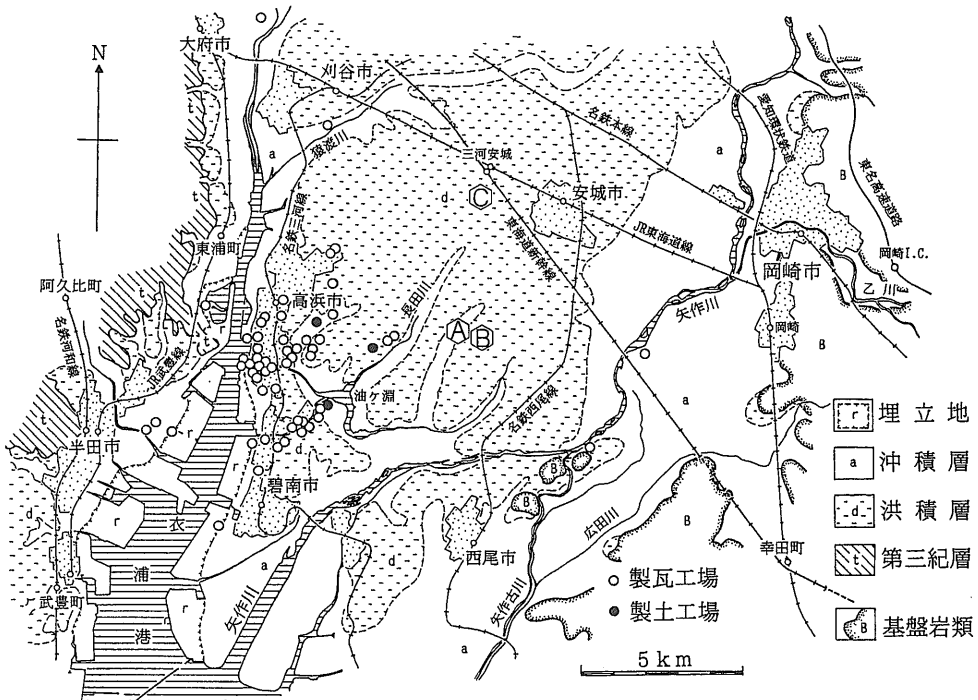 N
大府市
刈谷市
猿渡川
a
三河安城
名鉄本線
愛知環状鉄道
東名高速道路
a
B
安城市
C
d
JR東海道線
東海道新幹線
名鉄三河線
東浦町
t
t
阿久比町
名鉄河和線
JR武豊線
高浜市
長田川
A
B
油ヶ淵
名鉄西尾線
矢作川
岡崎市
岡崎
岡崎I.C.
乙川
B
a
半田市
r
r
r
d
碧南市
衣
浦
港
武豊町
d
r
a
矢作川
d
西尾市
B
B
矢作古川
広田川
B
幸田町
a
r 埋立地
a 沖積層
d 洪積層
t 第三紀層
B 基盤岩類
製瓦工場
製土工場
5km